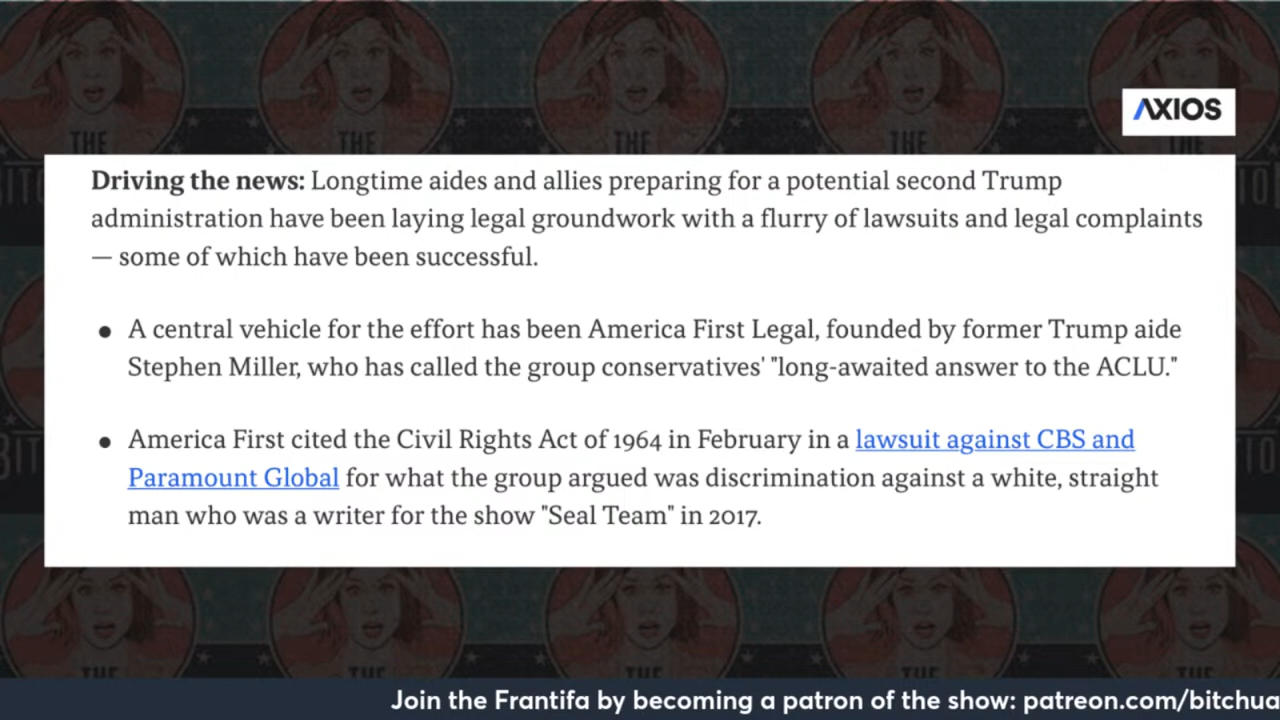 AXIOS
Driving the news: Longtime aides and allies preparing for a potential second Trump
administration have been laying legal groundwork with a flurry of lawsuits and legal complaints
— some of which have been successful.
● A central vehicle for the effort has been America First Legal, founded by former Trump aide
Stephen Miller, who has called the group conservatives' "long-awaited answer to the ACLU."
● America First cited the Civil Rights Act of 1964 in February in a lawsuit against CBS and
Paramount Global for what the group argued was discrimination against a white, straight
man who was a writer for the show "Seal Team" in 2017.
Join the Frantifa by becoming a patron of the show: patreon.com/bitchua